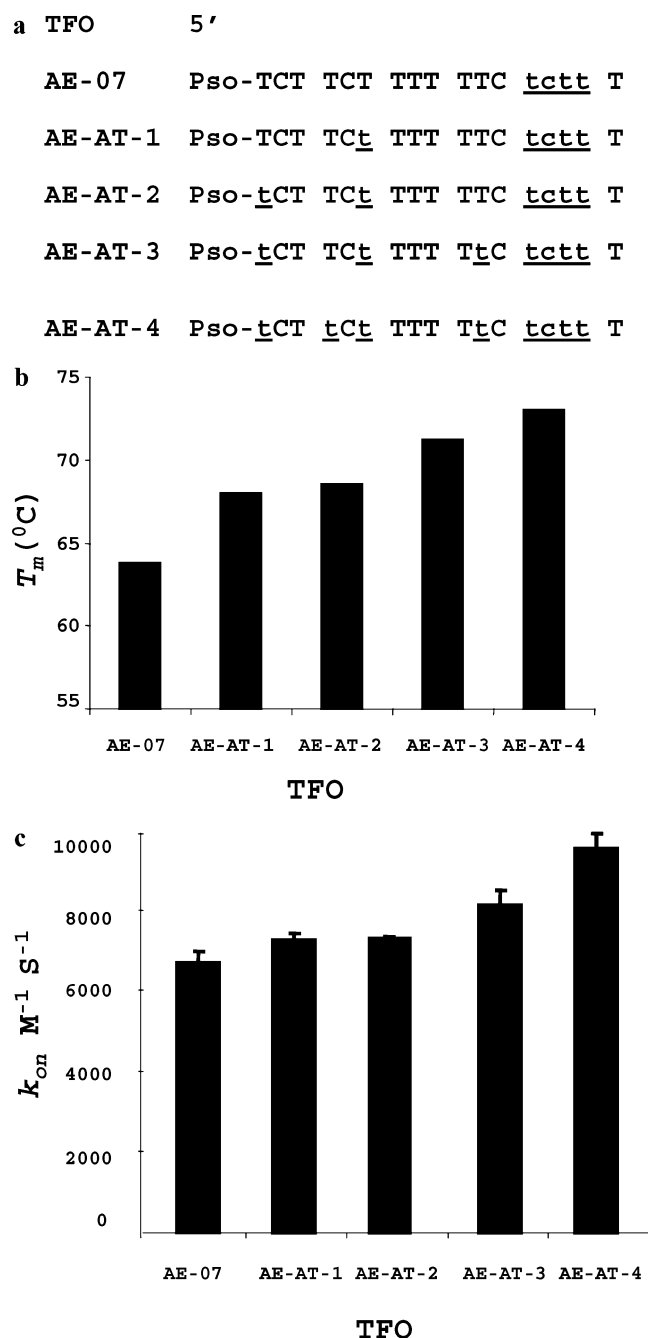 a TFO 5′
AE-07 Pso-TCT TCT TTT TTC tctt T
AE-AT-1 Pso-TCT TCt TTT TTC tctt T
AE-AT-2 Pso-tCT TCt TTT TTC tctt T
AE-AT-3 Pso-tCT TCt TTT TtC tctt T
AE-AT-4 Pso-tCT tCt TTT TtC tctt T
b
75
70
65
60
55
Tm (⁰C)
AE-07 AE-AT-1 AE-AT-2 AE-AT-3 AE-AT-4
TFO
c
10000
8000
6000
4000
2000
0
kon M⁻¹ S⁻¹
AE-07 AE-AT-1 AE-AT-2 AE-AT-3 AE-AT-4
TFO